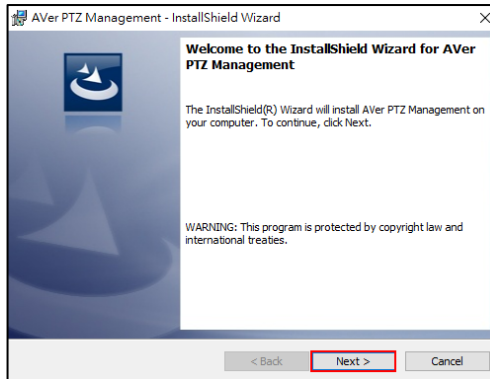 AVer PTZ Management - InstallShield Wizard
Welcome to the InstallShield Wizard for AVer
PTZ Management
The InstallShield(R) Wizard will install AVer PTZ Management on
your computer. To continue, click Next.
WARNING: This program is protected by copyright law and
international treaties.
< Back Next > Cancel